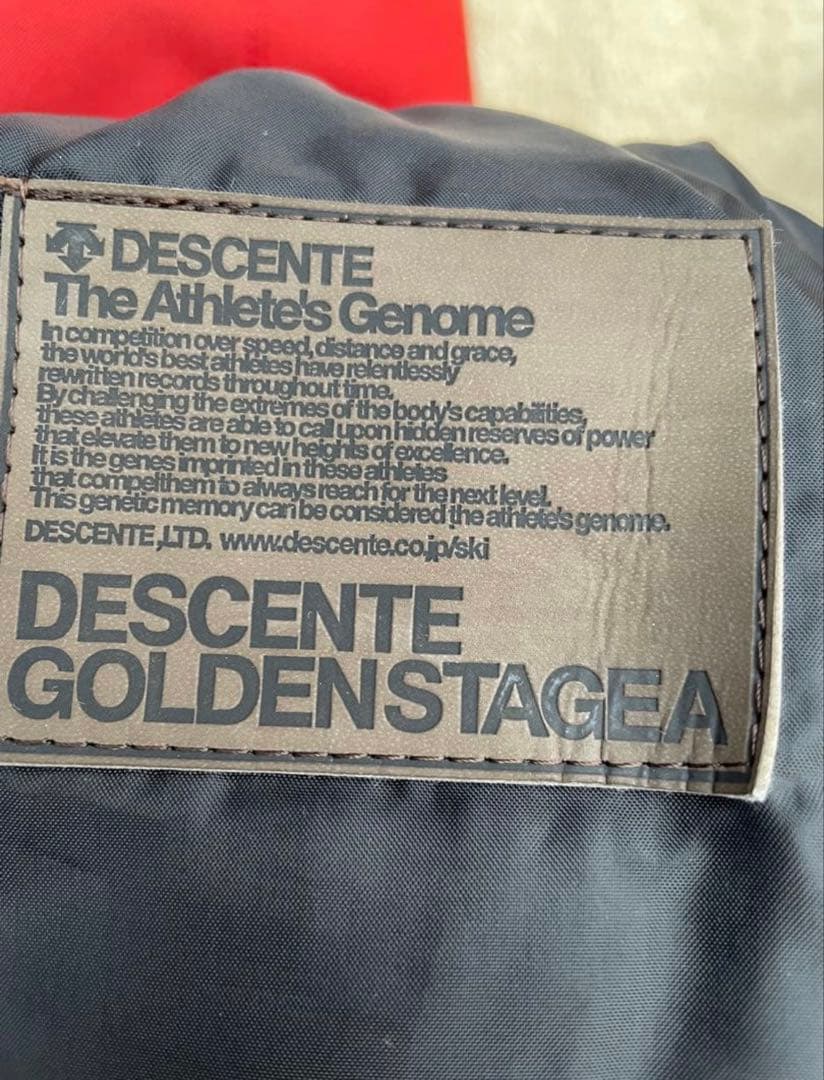 DESCENTE
The Athlete's Genome
In competition over speed, distance and grace,
the world's best athletes have relentlessly
rewritten records throughout time.
By challenging the extremes of the body's capabilities,
these athletes are able to call upon hidden reserves of power
that elevate them to new heights of excellence.
It is the genes imprinted in these athletes
that compel them to always reach for the next level.
This genetic memory can be considered the athlete's genome.
DESCENTE,LTD. www.descente.co.jp/ski
DESCENTE
GOLDENSTAGEA